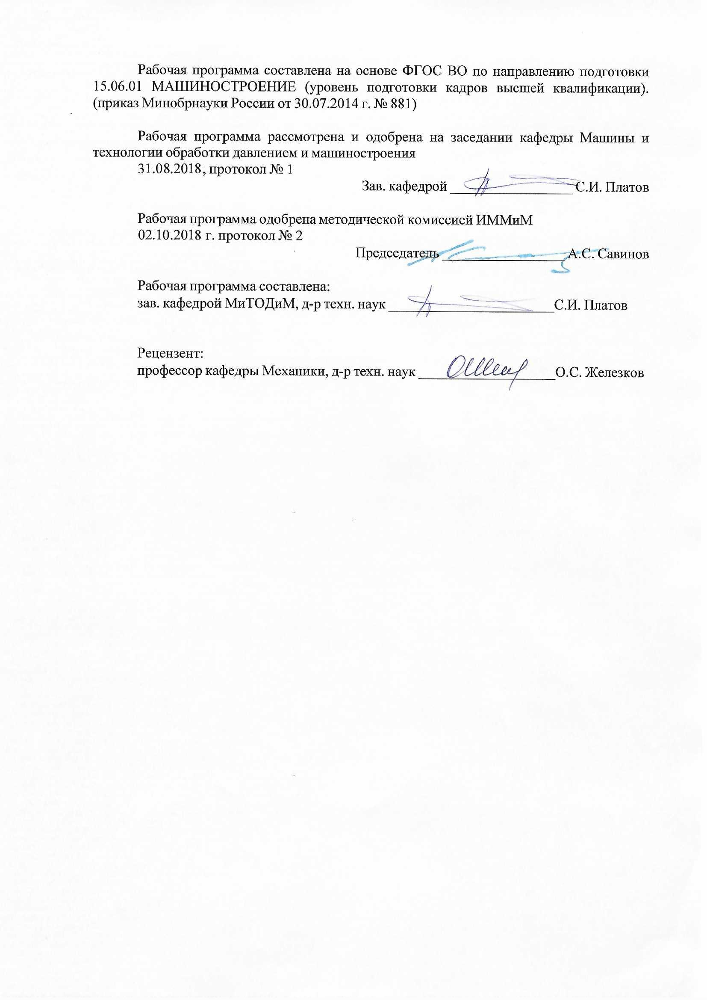 Рабочая программа составлена на основе ФГОС ВО по направлению подготовки
15.06.01 МАШИНОСТРОЕНИЕ (уровень подготовки кадров высшей квалификации).
(приказ Минобрнауки России от 30.07.2014 г. № 881)
Рабочая программа рассмотрена и одобрена на заседании кафедры Машины и
технологии обработки давлением и машиностроения
31.08.2018, протокол № 1
Зав. кафедрой С.И. Платов
Рабочая программа одобрена методической комиссией ИММиМ
02.10.2018 г. протокол № 2
Председатель А.С. Савинов
Рабочая программа составлена:
зав. кафедрой МиТОДиМ, д-р техн. наук С.И. Платов
Рецензент:
профессор кафедры Механики, д-р техн. наук О.С. Железков